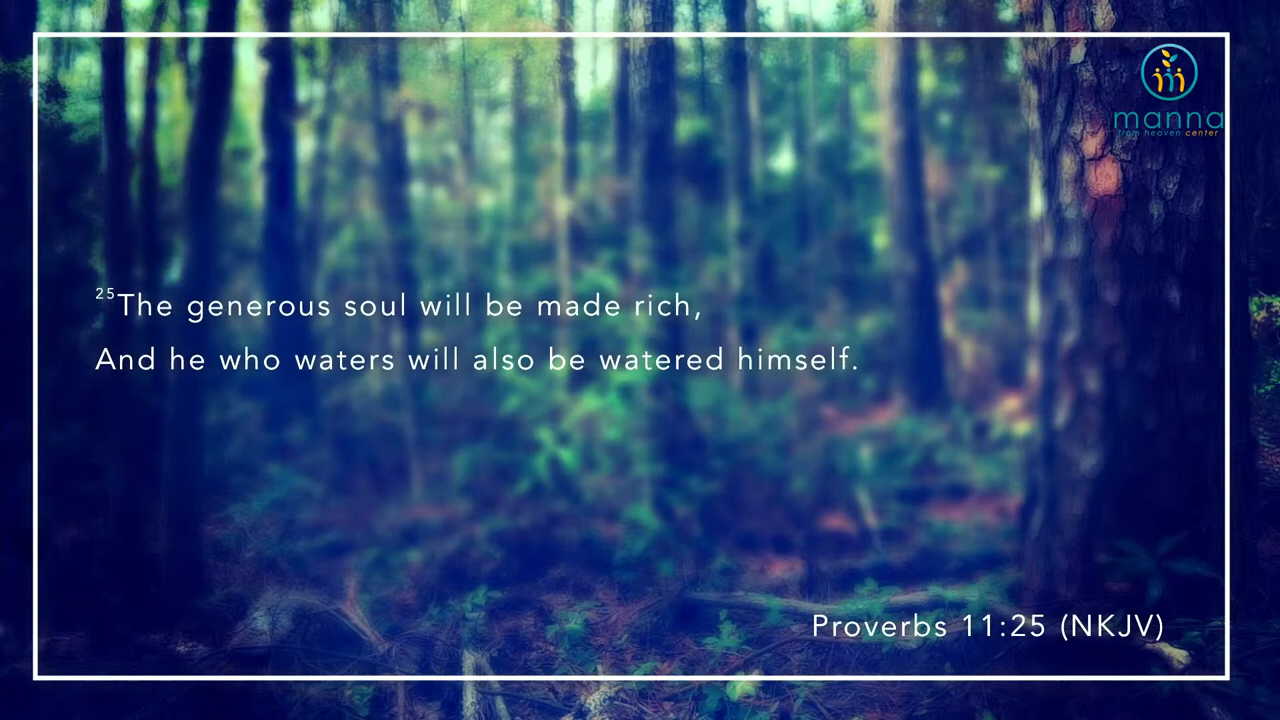 manna
from heaven center
25The generous soul will be made rich,
And he who waters will also be watered himself.
Proverbs 11:25 (NKJV)